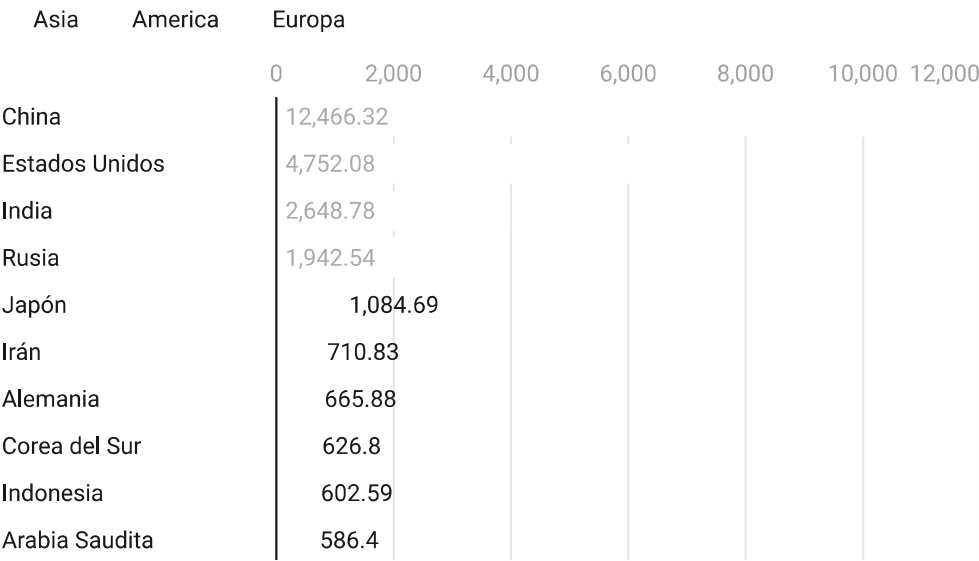 Asia America Europa
0 2,000 4,000 6,000 8,000 10,000 12,000
China 12,466.32
Estados Unidos 4,752.08
India 2,648.78
Rusia 1,942.54
Japón 1,084.69
Irán 710.83
Alemania 665.88
Corea del Sur 626.8
Indonesia 602.59
Arabia Saudita 586.4